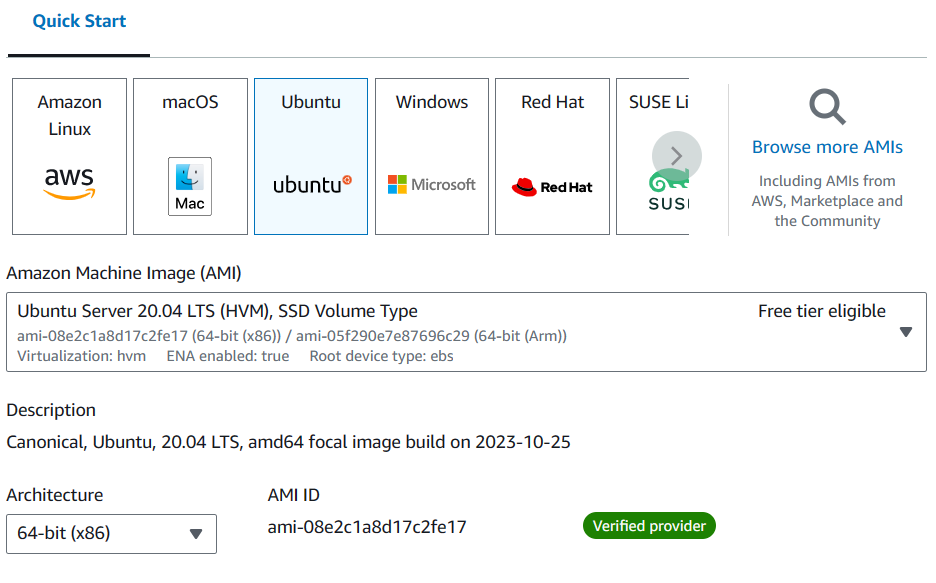 Quick Start
Amazon
Linux
aws
macOS
Mac
Ubuntu
ubuntu
Windows
Microsoft
Red Hat
Red Hat
SUSE Li
SUS
Browse more AMIs
Including AMIs from
AWS, Marketplace and
the Community
Amazon Machine Image (AMI)
Ubuntu Server 20.04 LTS (HVM), SSD Volume Type
Free tier eligible
ami-08e2c1a8d17c2fe17 (64-bit (x86)) / ami-05f290e7e87696c29 (64-bit (Arm))
Virtualization: hvm ENA enabled: true Root device type: ebs
Description
Canonical, Ubuntu, 20.04 LTS, amd64 focal image build on 2023-10-25
Architecture
64-bit (x86)
AMI ID
ami-08e2c1a8d17c2fe17
Verified provider